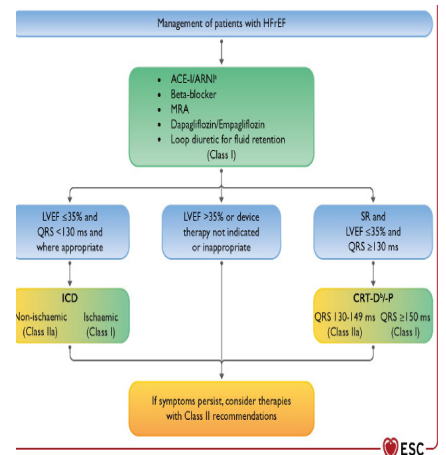 Management of patients with HFrEF
• ACE-I/ARNIᵃ
• Beta-blocker
• MRA
• Dapagliflozin/Empagliflozin
• Loop diuretic for fluid retention
(Class I)
LVEF ≤35% and
QRS <130 ms and
where appropriate
LVEF >35% or device
therapy not indicated
or inappropriate
SR and
LVEF ≤35% and
QRS ≥130 ms
ICD
Non-ischaemic
(Class IIa)
Ischaemic
(Class I)
CRT-Dᵇ/-P
QRS 130-149 ms
(Class IIa)
QRS ≥150 ms
(Class I)
If symptoms persist, consider therapies
with Class II recommendations
ESC